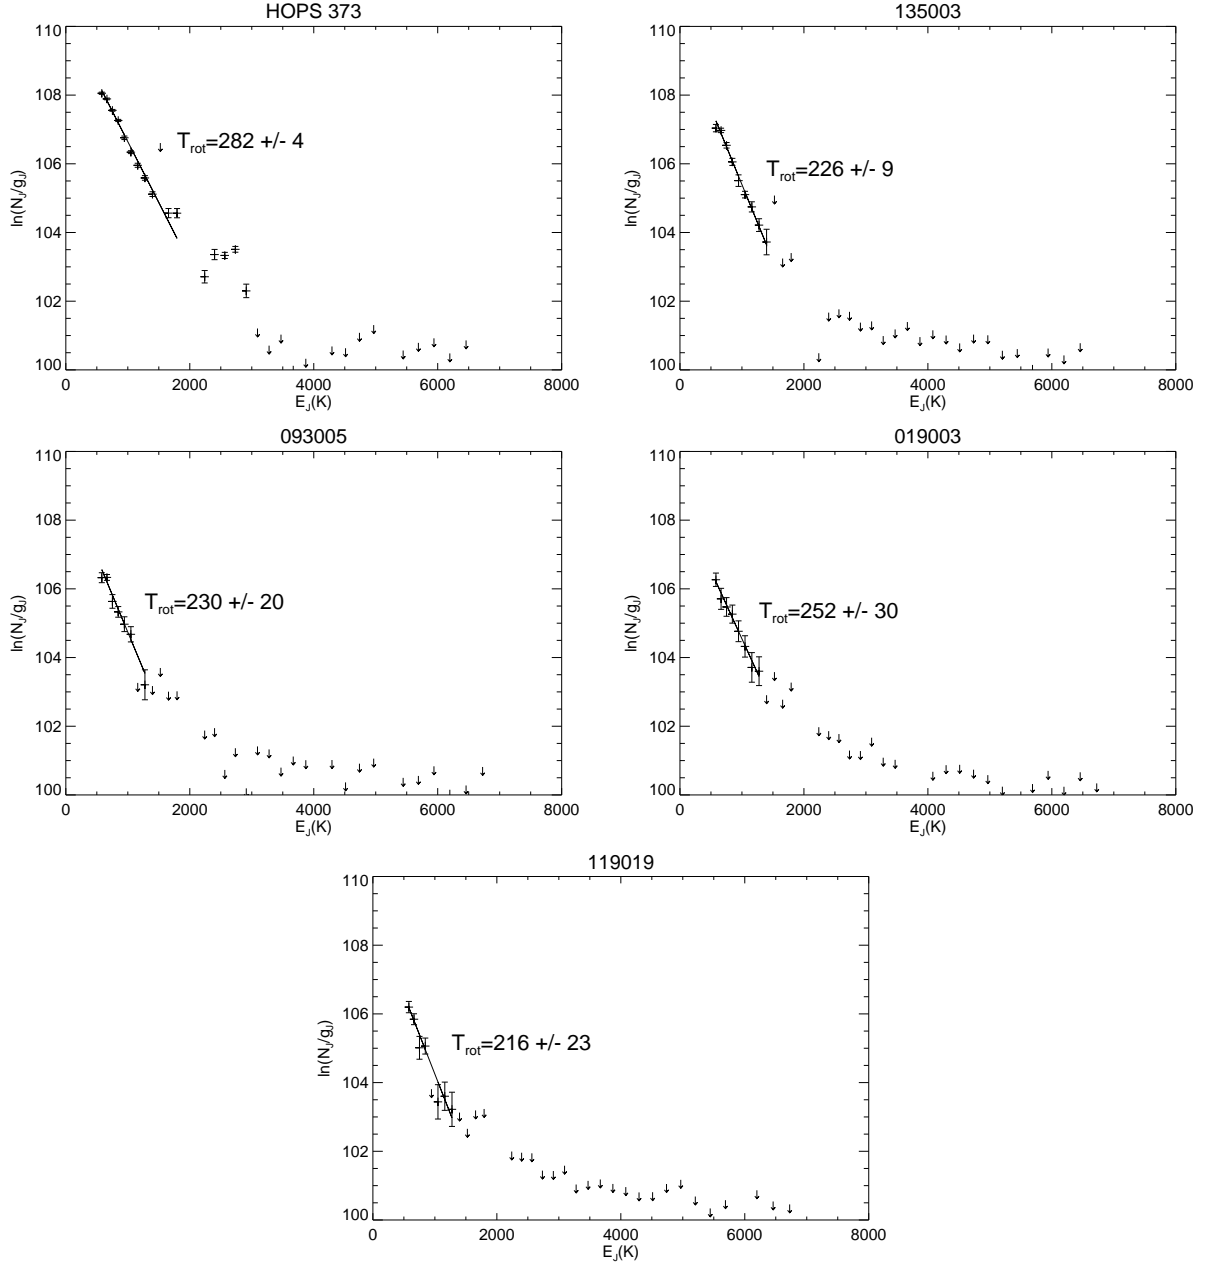 HOPS 373
110
108
106
104
102
100
ln(N_J/g_J)
T_rot=282 +/- 4
0 2000 4000 6000 8000
E_J(K)
135003
110
108
106
104
102
100
ln(N_J/g_J)
T_rot=226 +/- 9
0 2000 4000 6000 8000
E_J(K)
093005
110
108
106
104
102
100
ln(N_J/g_J)
T_rot=230 +/- 20
0 2000 4000 6000 8000
E_J(K)
019003
110
108
106
104
102
100
ln(N_J/g_J)
T_rot=252 +/- 30
0 2000 4000 6000 8000
E_J(K)
119019
110
108
106
104
102
100
ln(N_J/g_J)
T_rot=216 +/- 23
0 2000 4000 6000 8000
E_J(K)